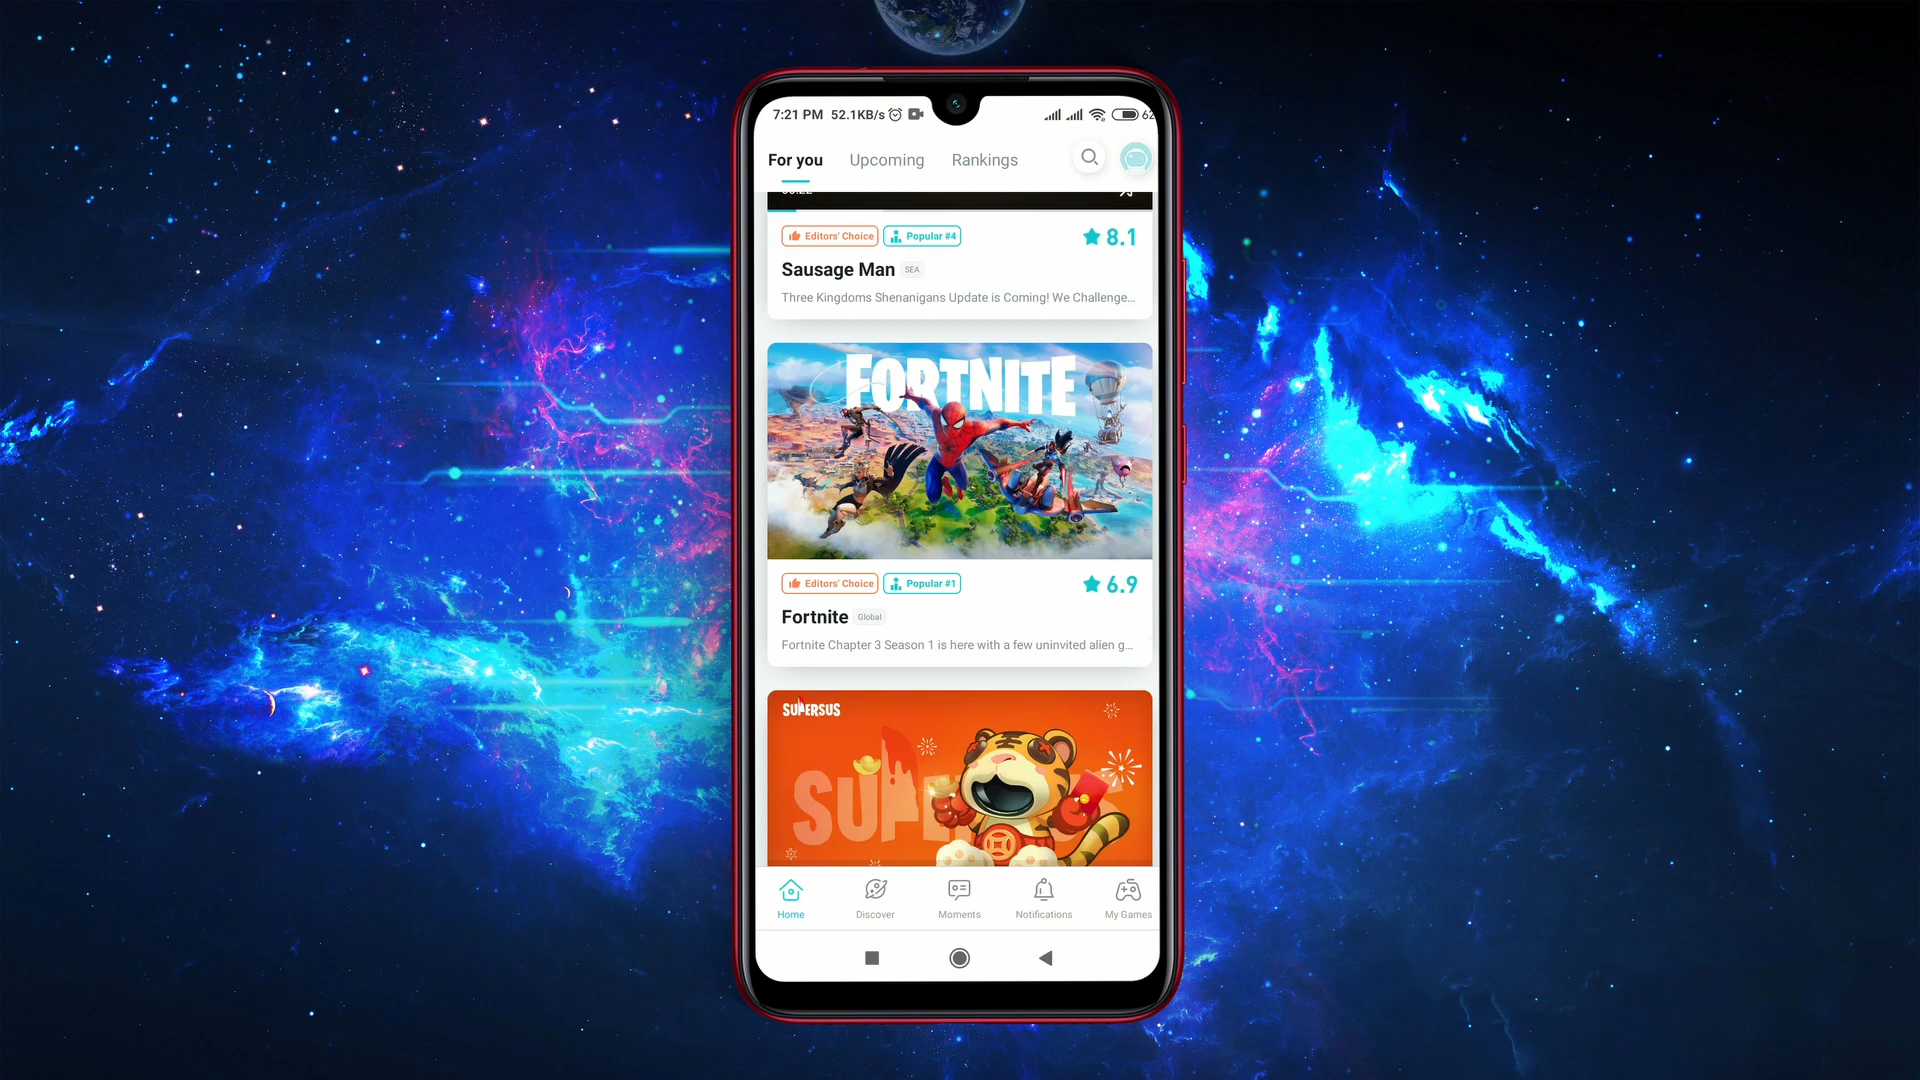 7:21 PM 52.1KB/s 62
For you Upcoming Rankings
Editors' Choice Popular #4 8.1
Sausage Man SEA
Three Kingdoms Shenanigans Update is Coming! We Challenge...
FORTNITE
Editors' Choice Popular #1 6.9
Fortnite Global
Fortnite Chapter 3 Season 1 is here with a few uninvited alien g...
SUPERSUS
Home Discover Moments Notifications My Games